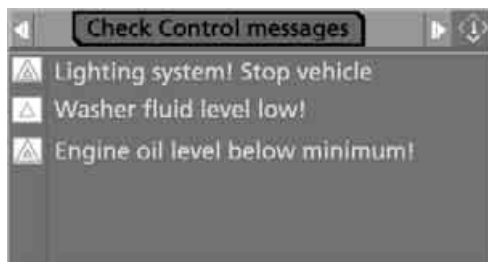 Check Control messages
Lighting system! Stop vehicle
Washer fluid level low!
Engine oil level below minimum!